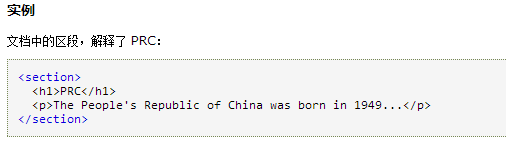 实例
文档中的区段，解释了 PRC：
<section>
  <h1>PRC</h1>
  <p>The People's Republic of China was born in 1949...</p>
</section>